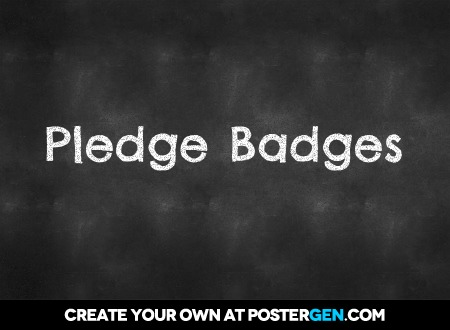 Pledge Badges
CREATE YOUR OWN AT POSTERGEN.COM